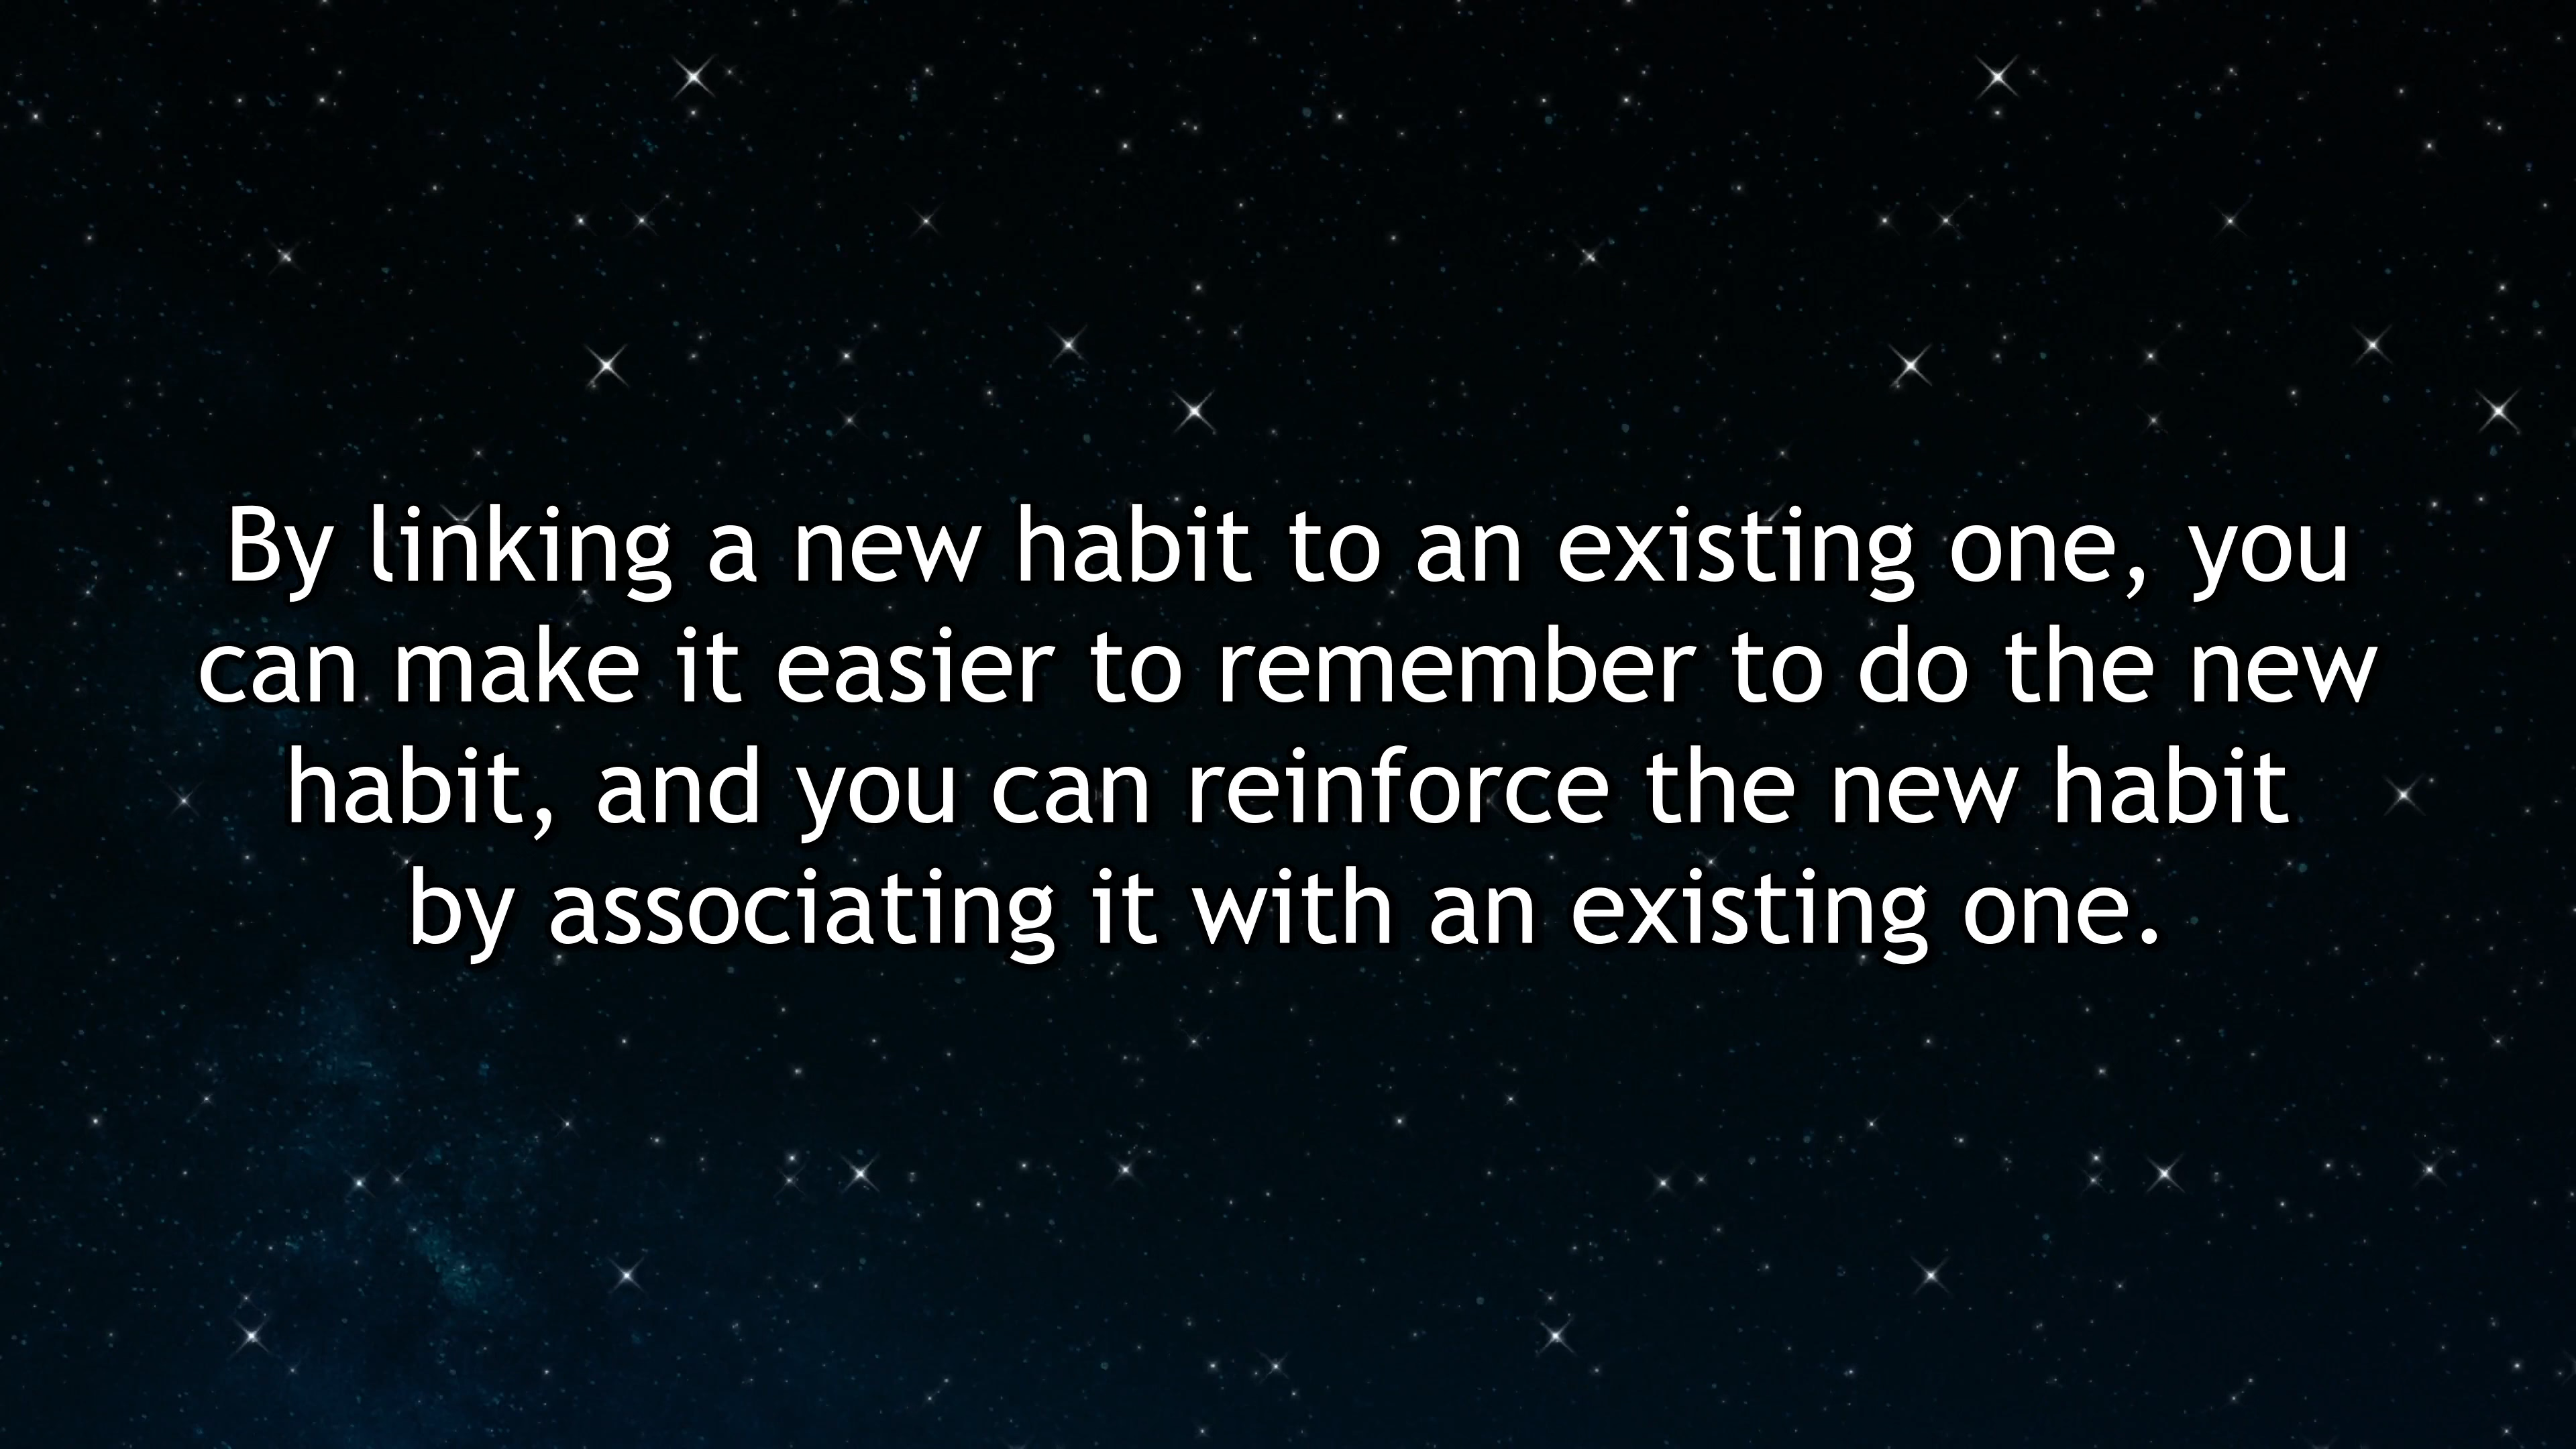 By linking a new habit to an existing one, you
can make it easier to remember to do the new
habit, and you can reinforce the new habit
by associating it with an existing one.